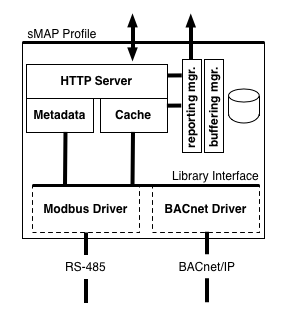 sMAP Profile
HTTP Server
Metadata
Cache
reporting mgr.
buffering mgr.
Library Interface
Modbus Driver
BACnet Driver
RS-485
BACnet/IP